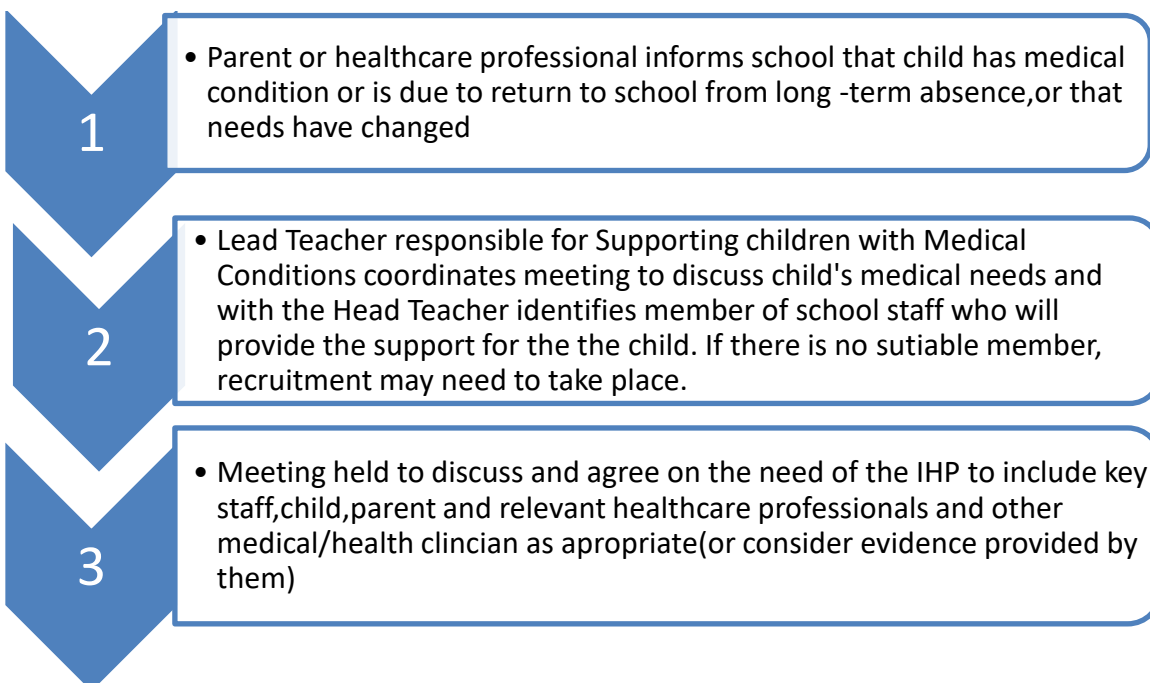 1
• Parent or healthcare professional informs school that child has medical
condition or is due to return to school from long -term absence,or that
needs have changed
2
• Lead Teacher responsible for Supporting children with Medical
Conditions coordinates meeting to discuss child's medical needs and
with the Head Teacher identifies member of school staff who will
provide the support for the the child. If there is no sutiable member,
recruitment may need to take place.
3
• Meeting held to discuss and agree on the need of the IHP to include key
staff,child,parent and relevant healthcare professionals and other
medical/health clincian as apropriate(or consider evidence provided by
them)